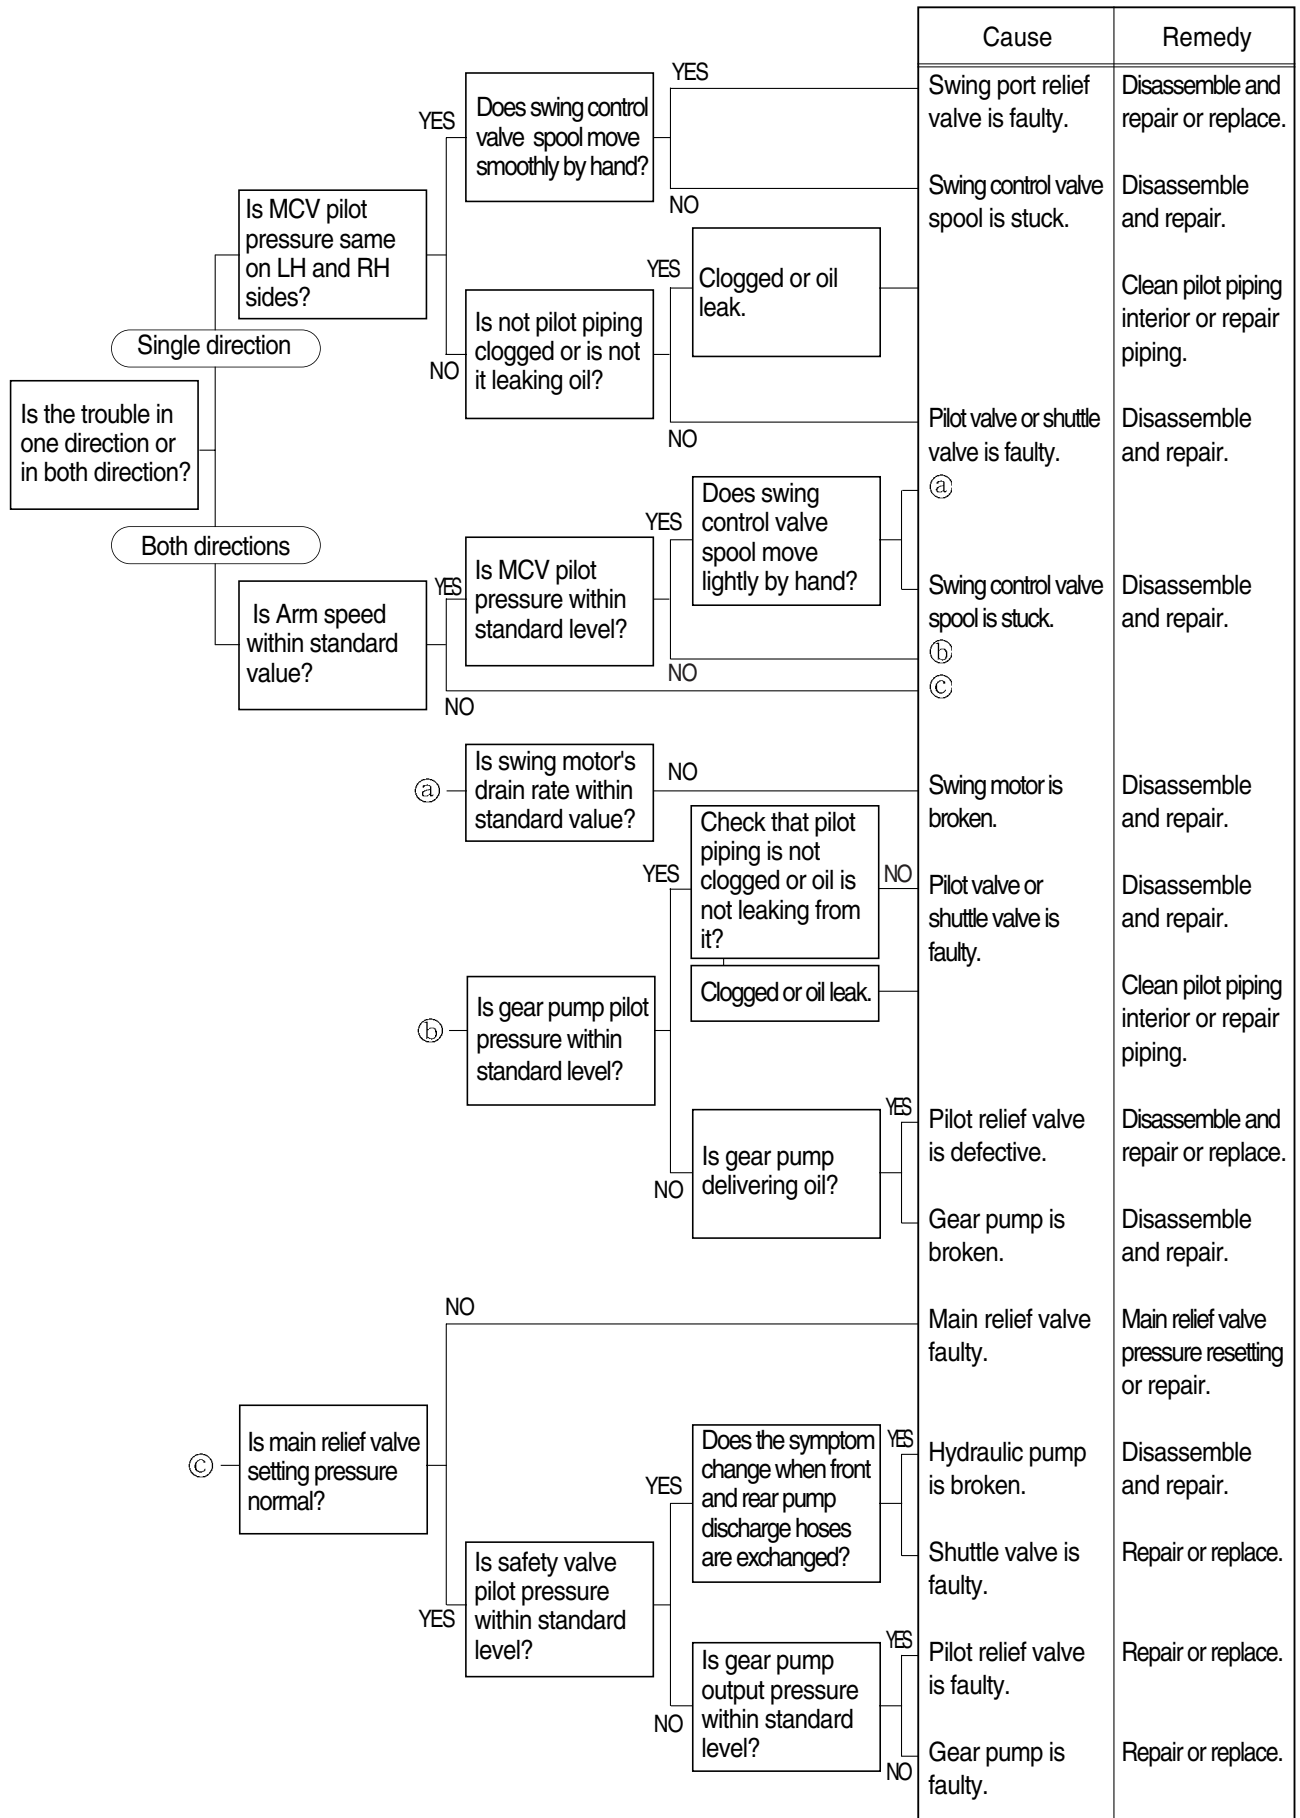 Cause
Remedy
YES
Does swing control
valve spool move
smoothly by hand?
YES
Swing port relief
valve is faulty.
Disassemble and
repair or replace.
NO
Swing control valve
spool is stuck.
Disassemble
and repair.
Is MCV pilot
pressure same
on LH and RH
sides?
YES
Clogged or oil
leak.
Clean pilot piping
interior or repair
piping.
NO
Is not pilot piping
clogged or is not
it leaking oil?
Single direction
Is the trouble in
one direction or
in both direction?
NO
Pilot valve or shuttle
valve is faulty.
Disassemble
and repair.
Both directions
YES
Does swing
control valve
spool move
lightly by hand?
ⓐ
YES
Is MCV pilot
pressure within
standard level?
Swing control valve
spool is stuck.
Disassemble
and repair.
Is Arm speed
within standard
value?
NO
ⓑ
NO
ⓒ
ⓐ
Is swing motor's
drain rate within
standard value?
NO
Swing motor is
broken.
Disassemble
and repair.
YES
Check that pilot
piping is not
clogged or oil is
not leaking from
it?
NO
Pilot valve or
shuttle valve is
faulty.
Disassemble
and repair.
Clogged or oil leak.
Clean pilot piping
interior or repair
piping.
ⓑ
Is gear pump pilot
pressure within
standard level?
NO
Is gear pump
delivering oil?
YES
Pilot relief valve
is defective.
Disassemble and
repair or replace.
Gear pump is
broken.
Disassemble
and repair.
NO
Main relief valve
faulty.
Main relief valve
pressure resetting
or repair.
ⓒ
Is main relief valve
setting pressure
normal?
YES
Does the symptom
change when front
and rear pump
discharge hoses
are exchanged?
YES
Hydraulic pump
is broken.
Disassemble
and repair.
Shuttle valve is
faulty.
Repair or replace.
YES
Is safety valve
pilot pressure
within standard
level?
NO
Is gear pump
output pressure
within standard
level?
YES
Pilot relief valve
is faulty.
Repair or replace.
NO
Gear pump is
faulty.
Repair or replace.